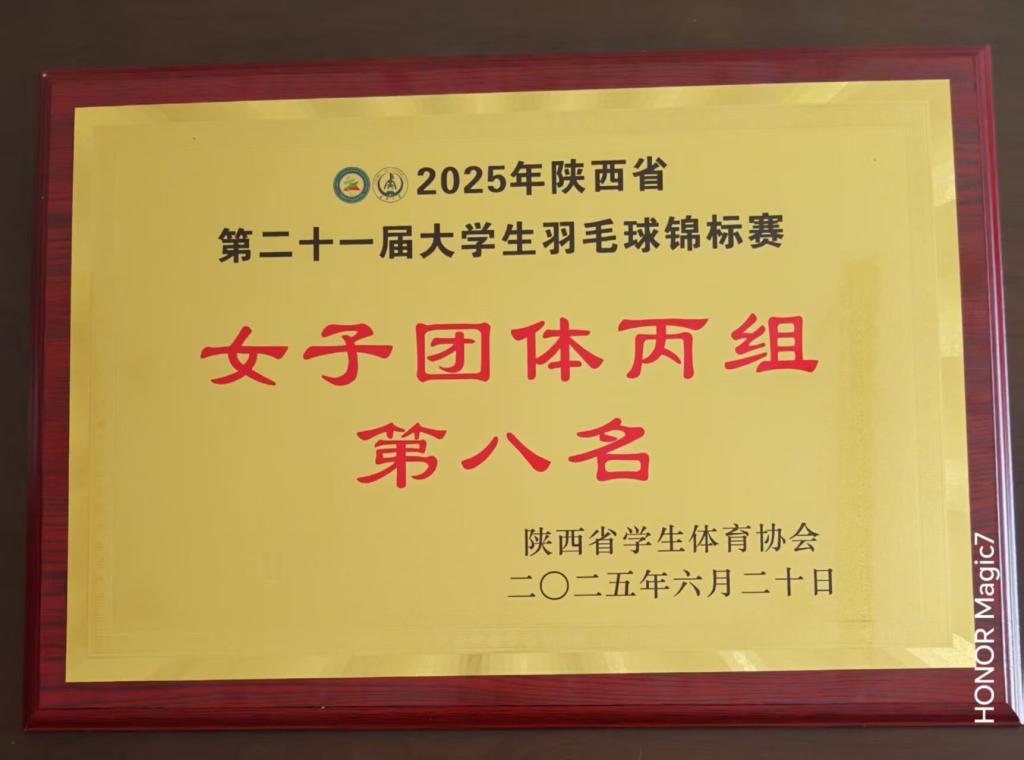 2025年陕西省
第二十一届大学生羽毛球锦标赛
女子团体丙组
第八名
陕西省学生体育协会
二〇二五年六月二十日
HONOR Magic7